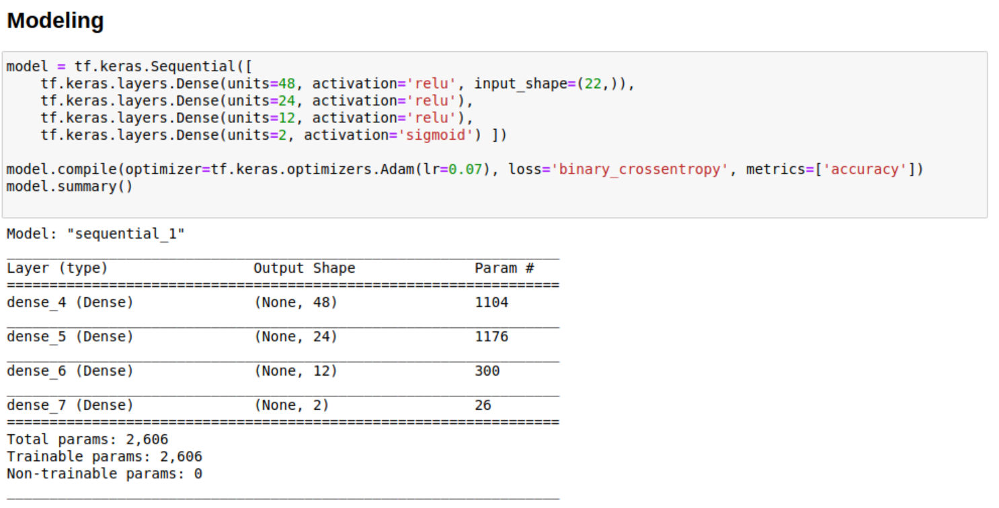 Modeling
model = tf.keras.Sequential([
    tf.keras.layers.Dense(units=48, activation='relu', input_shape=(22,)),
    tf.keras.layers.Dense(units=24, activation='relu'),
    tf.keras.layers.Dense(units=12, activation='relu'),
    tf.keras.layers.Dense(units=2, activation='sigmoid') ])
model.compile(optimizer=tf.keras.optimizers.Adam(lr=0.07), loss='binary_crossentropy', metrics=['accuracy'])
model.summary()
Model: "sequential_1"
_________________________________________________________________
Layer (type)                 Output Shape              Param #
=================================================================
dense_4 (Dense)              (None, 48)                1104
_________________________________________________________________
dense_5 (Dense)              (None, 24)                1176
_________________________________________________________________
dense_6 (Dense)              (None, 12)                300
_________________________________________________________________
dense_7 (Dense)              (None, 2)                 26
=================================================================
Total params: 2,606
Trainable params: 2,606
Non-trainable params: 0
_________________________________________________________________